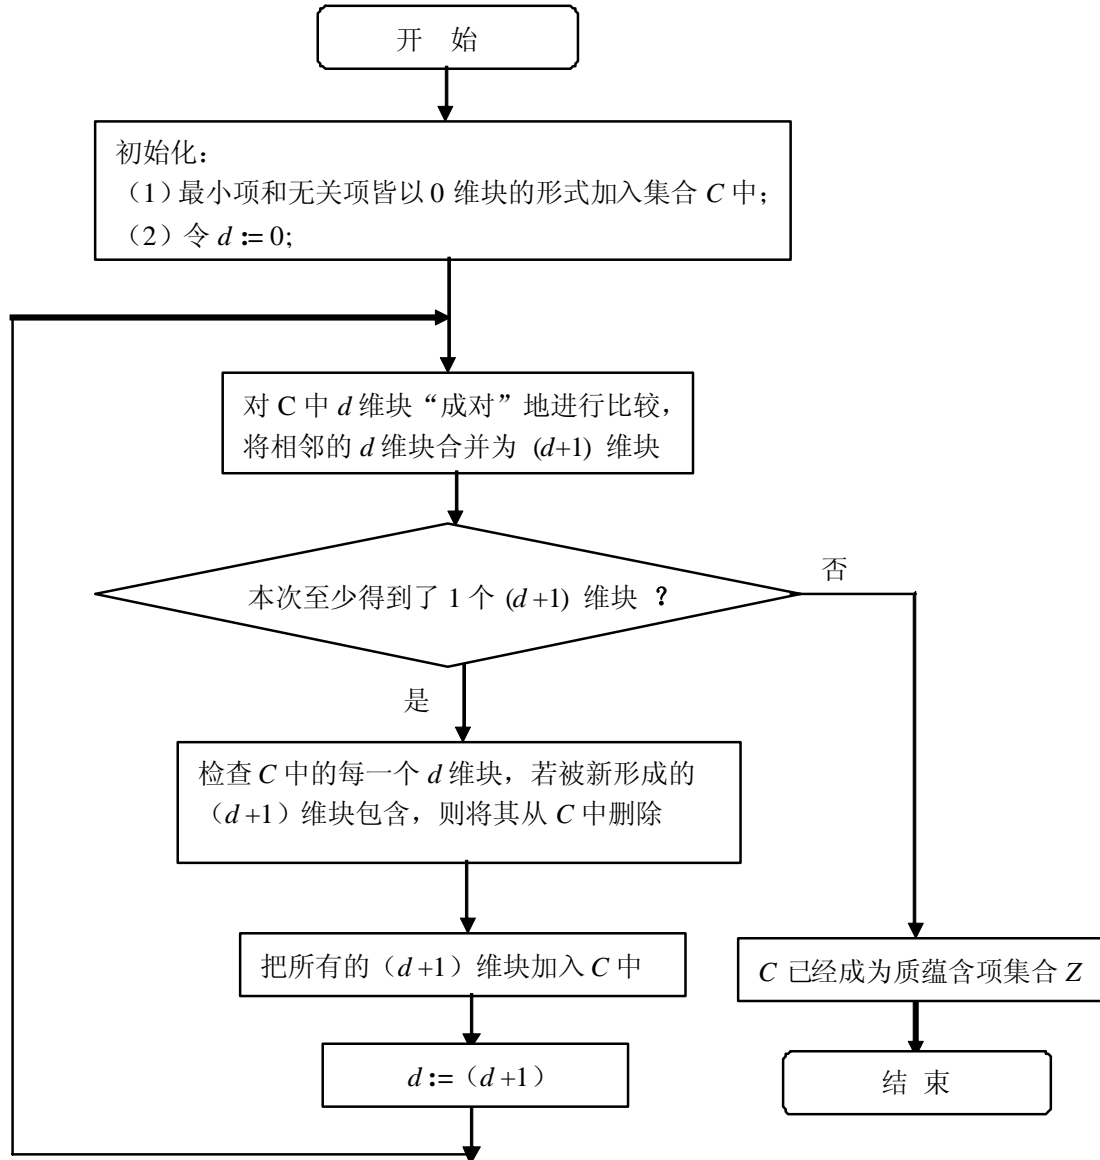 开 始
初始化：
（1）最小项和无关项皆以 0 维块的形式加入集合 C 中；
（2）令 d := 0;
对 C 中 d 维块“成对”地进行比较，
将相邻的 d 维块合并为 (d+1) 维块
本次至少得到了 1 个 (d+1) 维块 ？
否
是
检查 C 中的每一个 d 维块，若被新形成的
（d+1）维块包含，则将其从 C 中删除
把所有的（d+1）维块加入 C 中
C 已经成为质蕴含项集合 Z
d :=（d+1）
结 束